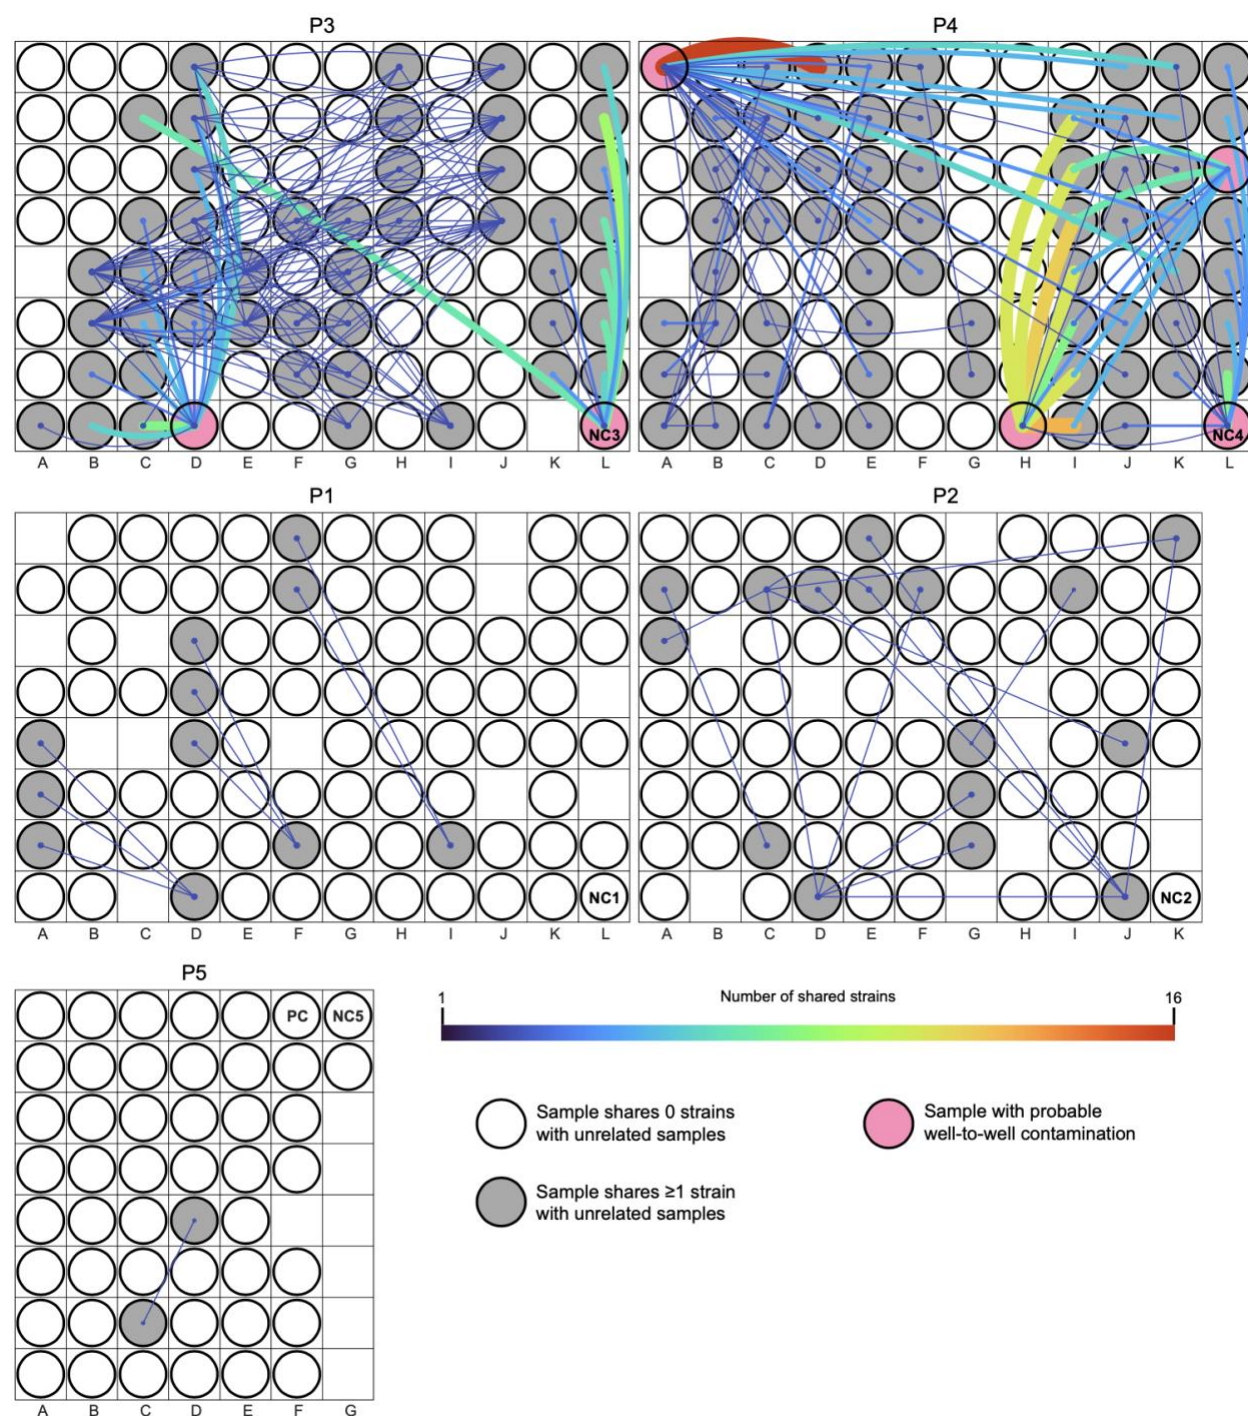 P3
P4
NC3
NC4
A B C D E F G H I J K L
A B C D E F G H I J K L
P1
P2
NC1
NC2
A B C D E F G H I J K L
A B C D E F G H I J K
P5
PC NC5
1 Number of shared strains 16
Sample shares 0 strains
with unrelated samples
Sample with probable
well-to-well contamination
Sample shares ≥1 strain
with unrelated samples
A B C D E F G